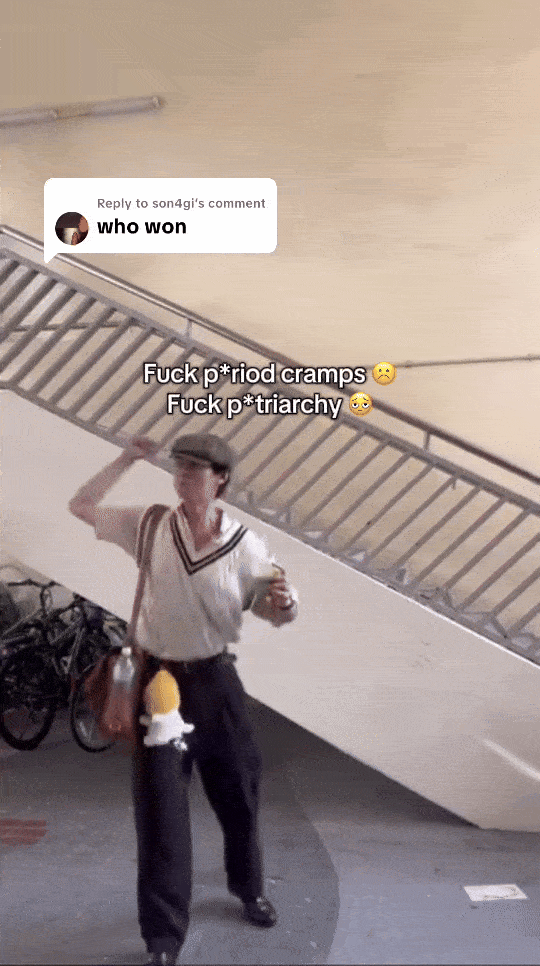 Reply to son4gi's comment
who won
Fuck p*riod cramps ☹️
Fuck p*triarchy 😩